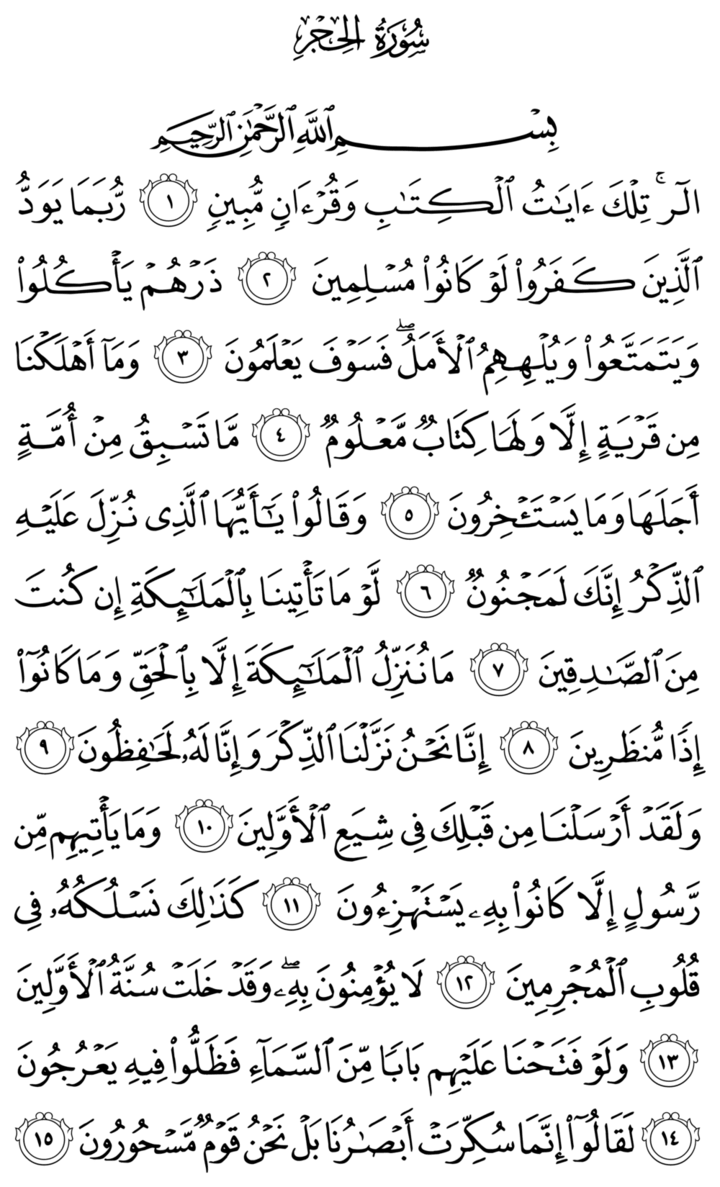 سُورَةُ الحِجْرِ
بِسْمِ ٱللَّهِ ٱلرَّحْمَٰنِ ٱلرَّحِيمِ
الٓرۚ تِلْكَ ءَايَٰتُ ٱلْكِتَٰبِ وَقُرْءَانٍ مُّبِينٍ ١ رُّبَمَا يَوَدُّ
ٱلَّذِينَ كَفَرُوا۟ لَوْ كَانُوا۟ مُسْلِمِينَ ٢ ذَرْهُمْ يَأْكُلُوا۟
وَيَتَمَتَّعُوا۟ وَيُلْهِهِمُ ٱلْأَمَلُۖ فَسَوْفَ يَعْلَمُونَ ٣ وَمَآ أَهْلَكْنَا
مِن قَرْيَةٍ إِلَّا وَلَهَا كِتَابٌ مَّعْلُومٌ ٤ مَّا تَسْبِقُ مِنْ أُمَّةٍ
أَجَلَهَا وَمَا يَسْتَـْٔخِرُونَ ٥ وَقَالُوا۟ يَٰٓأَيُّهَا ٱلَّذِى نُزِّلَ عَلَيْهِ
ٱلذِّكْرُ إِنَّكَ لَمَجْنُونٌ ٦ لَّوْ مَا تَأْتِينَا بِٱلْمَلَٰٓئِكَةِ إِن كُنتَ
مِنَ ٱلصَّٰدِقِينَ ٧ مَا نُنَزِّلُ ٱلْمَلَٰٓئِكَةَ إِلَّا بِٱلْحَقِّ وَمَا كَانُوٓا۟
إِذًا مُّنظَرِينَ ٨ إِنَّا نَحْنُ نَزَّلْنَا ٱلذِّكْرَ وَإِنَّا لَهُۥ لَحَٰفِظُونَ ٩
وَلَقَدْ أَرْسَلْنَا مِن قَبْلِكَ فِى شِيَعِ ٱلْأَوَّلِينَ ١٠ وَمَا يَأْتِيهِم مِّن
رَّسُولٍ إِلَّا كَانُوا۟ بِهِۦ يَسْتَهْزِءُونَ ١١ كَذَٰلِكَ نَسْلُكُهُۥ فِى
قُلُوبِ ٱلْمُجْرِمِينَ ١٢ لَا يُؤْمِنُونَ بِهِۦۖ وَقَدْ خَلَتْ سُنَّةُ ٱلْأَوَّلِينَ
١٣ وَلَوْ فَتَحْنَا عَلَيْهِم بَابًا مِّنَ ٱلسَّمَآءِ فَظَلُّوا۟ فِيهِ يَعْرُجُونَ
١٤ لَقَالُوٓا۟ إِنَّمَا سُكِّرَتْ أَبْصَٰرُنَا بَلْ نَحْنُ قَوْمٌ مَّسْحُورُونَ ١٥